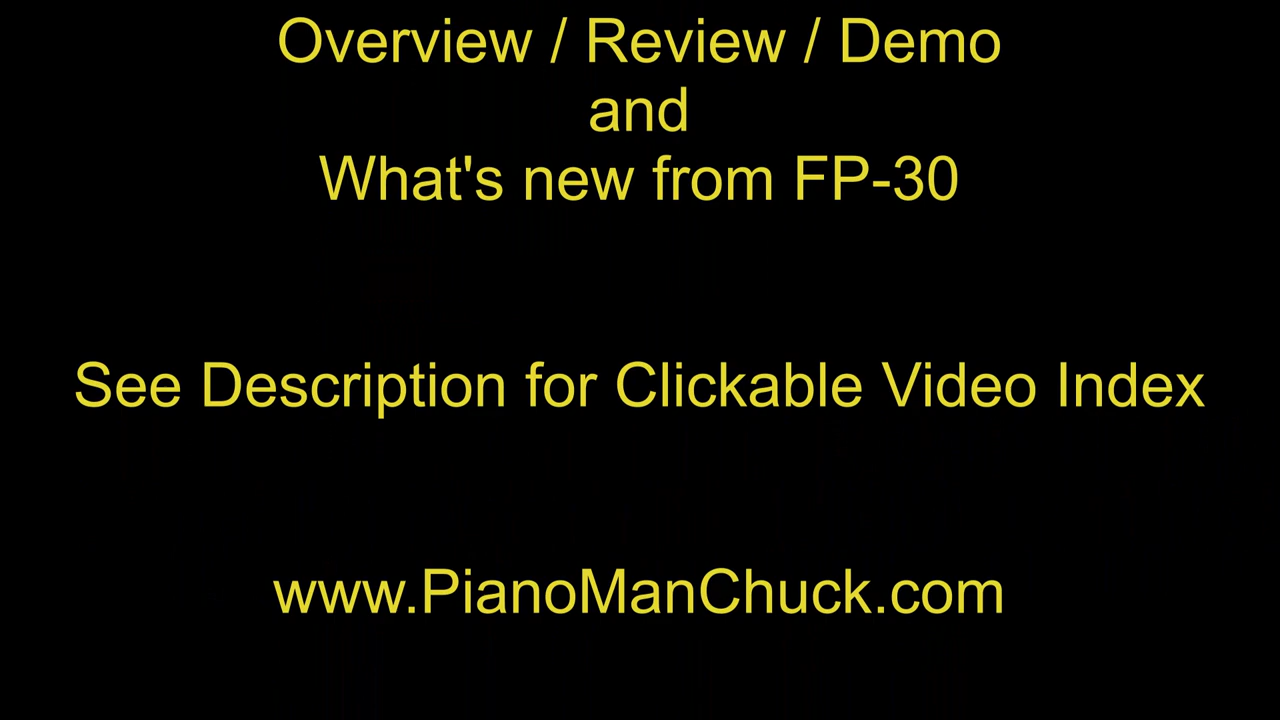 Overview / Review / Demo
and
What's new from FP-30
See Description for Clickable Video Index
www.PianoManChuck.com